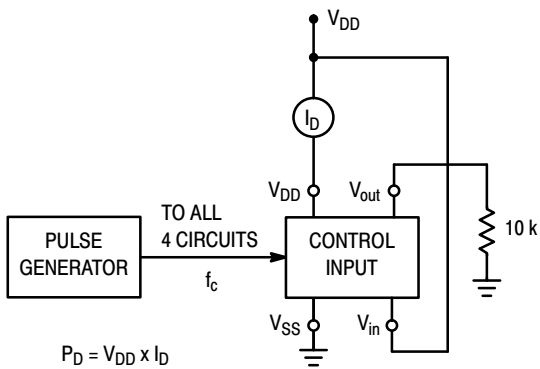 V_DD
I_D
V_DD
V_out
TO ALL
4 CIRCUITS
PULSE
GENERATOR
f_c
CONTROL
INPUT
10 k
V_SS
V_in
P_D = V_DD x I_D